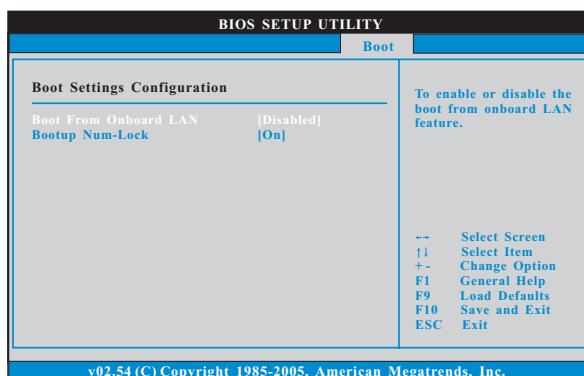 BIOS SETUP UTILITY
Boot
Boot Settings Configuration
Boot From Onboard LAN [Disabled]
Bootup Num-Lock [On]
To enable or disable the
boot from onboard LAN
feature.
←→ Select Screen
↑↓ Select Item
+ - Change Option
F1 General Help
F9 Load Defaults
F10 Save and Exit
ESC Exit
v02.54 (C) Copyright 1985-2005, American Megatrends, Inc.